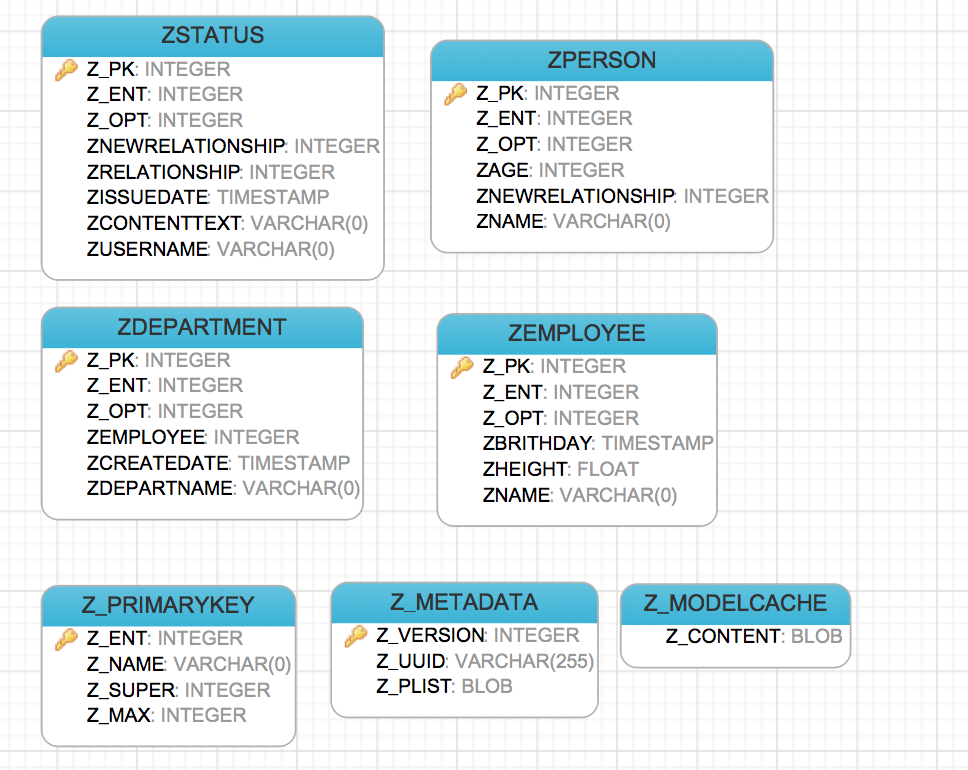 ZSTATUS
Z_PK: INTEGER
Z_ENT: INTEGER
Z_OPT: INTEGER
ZNEWRELATIONSHIP: INTEGER
ZRELATIONSHIP: INTEGER
ZISSUEDATE: TIMESTAMP
ZCONTENTTEXT: VARCHAR(0)
ZUSERNAME: VARCHAR(0)
ZPERSON
Z_PK: INTEGER
Z_ENT: INTEGER
Z_OPT: INTEGER
ZAGE: INTEGER
ZNEWRELATIONSHIP: INTEGER
ZNAME: VARCHAR(0)
ZDEPARTMENT
Z_PK: INTEGER
Z_ENT: INTEGER
Z_OPT: INTEGER
ZEMPLOYEE: INTEGER
ZCREATEDATE: TIMESTAMP
ZDEPARTNAME: VARCHAR(0)
ZEMPLOYEE
Z_PK: INTEGER
Z_ENT: INTEGER
Z_OPT: INTEGER
ZBRITHDAY: TIMESTAMP
ZHEIGHT: FLOAT
ZNAME: VARCHAR(0)
Z_PRIMARYKEY
Z_ENT: INTEGER
Z_NAME: VARCHAR(0)
Z_SUPER: INTEGER
Z_MAX: INTEGER
Z_METADATA
Z_VERSION: INTEGER
Z_UUID: VARCHAR(255)
Z_PLIST: BLOB
Z_MODELCACHE
Z_CONTENT: BLOB